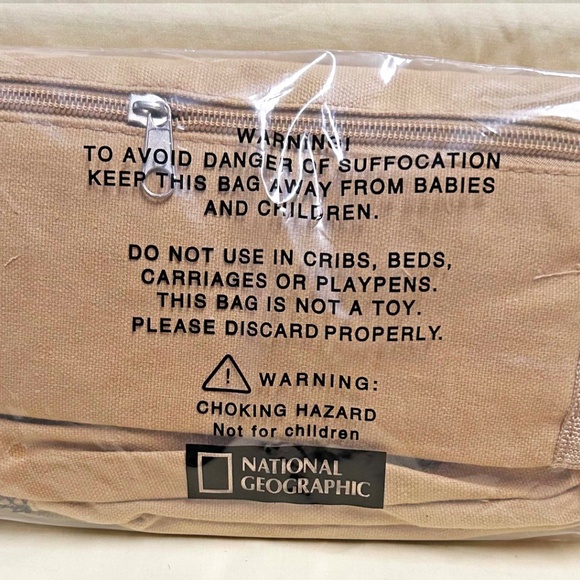 WARNING!
TO AVOID DANGER OF SUFFOCATION
KEEP THIS BAG AWAY FROM BABIES
AND CHILDREN.
DO NOT USE IN CRIBS, BEDS,
CARRIAGES OR PLAYPENS.
THIS BAG IS NOT A TOY.
PLEASE DISCARD PROPERLY.
! WARNING:
CHOKING HAZARD
Not for children
NATIONAL
GEOGRAPHIC